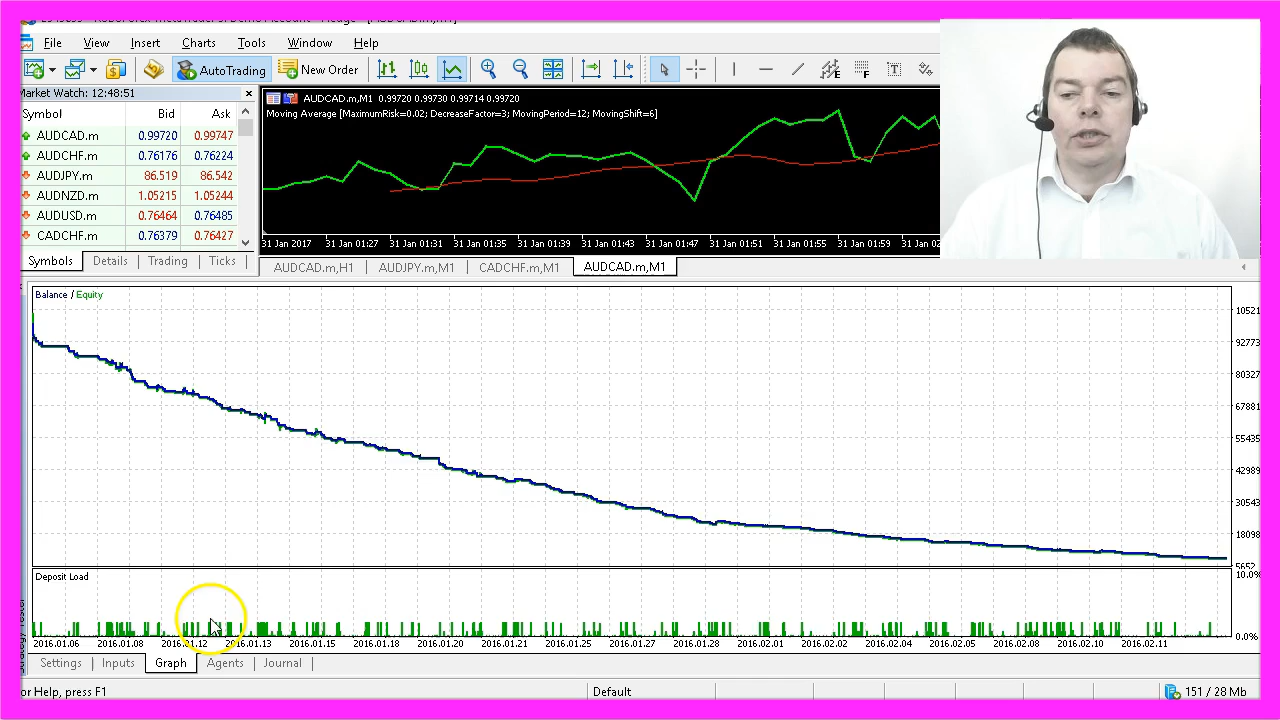 File View Insert Charts Tools Window Help
AutoTrading New Order
Market Watch: 12:48:51
Symbol Bid Ask
AUDCAD.m 0.99720 0.99747
AUDCHF.m 0.76176 0.76224
AUDJPY.m 86.519 86.542
AUDNZD.m 1.05215 1.05244
AUDUSD.m 0.76464 0.76485
CADCHF.m 0.76379 0.76427
Symbols Details Trading Ticks
AUDCAD.m,M1 0.99720 0.99730 0.99714 0.99720
Moving Average [MaximumRisk=0.02; DecreaseFactor=3; MovingPeriod=12; MovingShift=6]
31 Jan 2017 31 Jan 01:27 31 Jan 01:31 31 Jan 01:35 31 Jan 01:39 31 Jan 01:43 31 Jan 01:47 31 Jan 01:51 31 Jan 01:55 31 Jan 01:59 31 Jan 02
AUDCAD.m,H1 AUDJPY.m,M1 CADCHF.m,M1 AUDCAD.m,M1
Balance / Equity
10521
92773
80327
67881
55435
42989
30543
18098
5652
Deposit Load
10.0%
0.0%
2016.01.06 2016.01.08 2016.01.12 2016.01.13 2016.01.15 2016.01.18 2016.01.20 2016.01.21 2016.01.25 2016.01.27 2016.01.28 2016.02.01 2016.02.02 2016.02.04 2016.02.05 2016.02.08 2016.02.10 2016.02.11
Settings Inputs Graph Agents Journal
or Help, press F1 Default 151 / 28 Mb